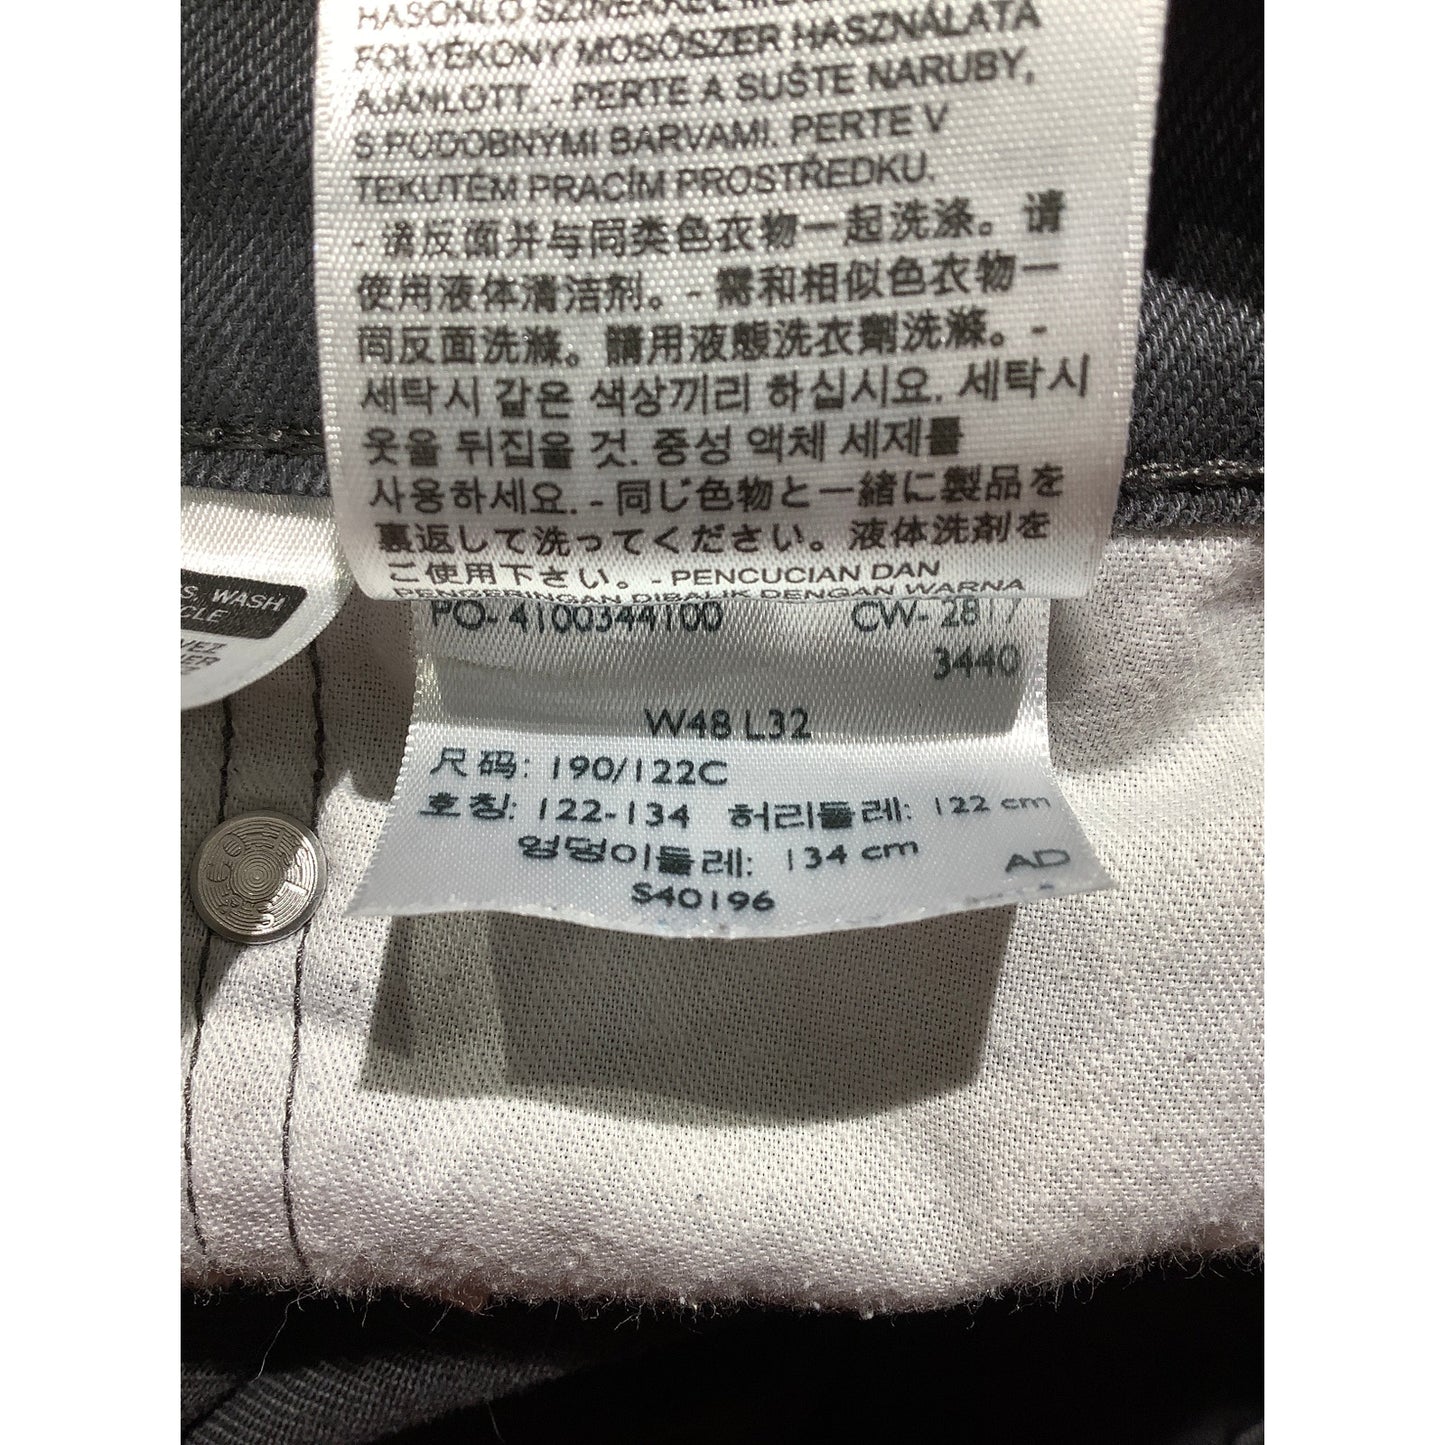 HASONLÓ SZÍNEKKEL
FOLYÉKONY MOSÓSZER HASZNÁLATA
AJÁNLOTT. - PERTE A SUŠTE NARUBY,
S PODOBNÝMI BARVAMI. PERTE V
TEKUTÉM PRACÍM PROSTŘEDKU.
- 请反面并与同类色衣物一起洗涤。请
使用液体清洁剂。- 需和相似色衣物一
同反面洗滌。請用液態洗衣劑洗滌。-
세탁시 같은 색상끼리 하십시요. 세탁시
옷을 뒤집을 것. 중성 액체 세제를
사용하세요. - 同じ色物と一緒に製品を
裏返して洗ってください。液体洗剤を
ご使用下さい。- PENCUCIAN DAN
PENGERINGAN DIBALIK DENGAN WARNA
S, WASH
CYCLE
VEZ
PO- 4100344100 CW- 2817
3440
W48 L32
尺码: 190/122C
호칭: 122-134 허리둘레: 122 cm
엉덩이둘레: 134 cm
AD
S40196